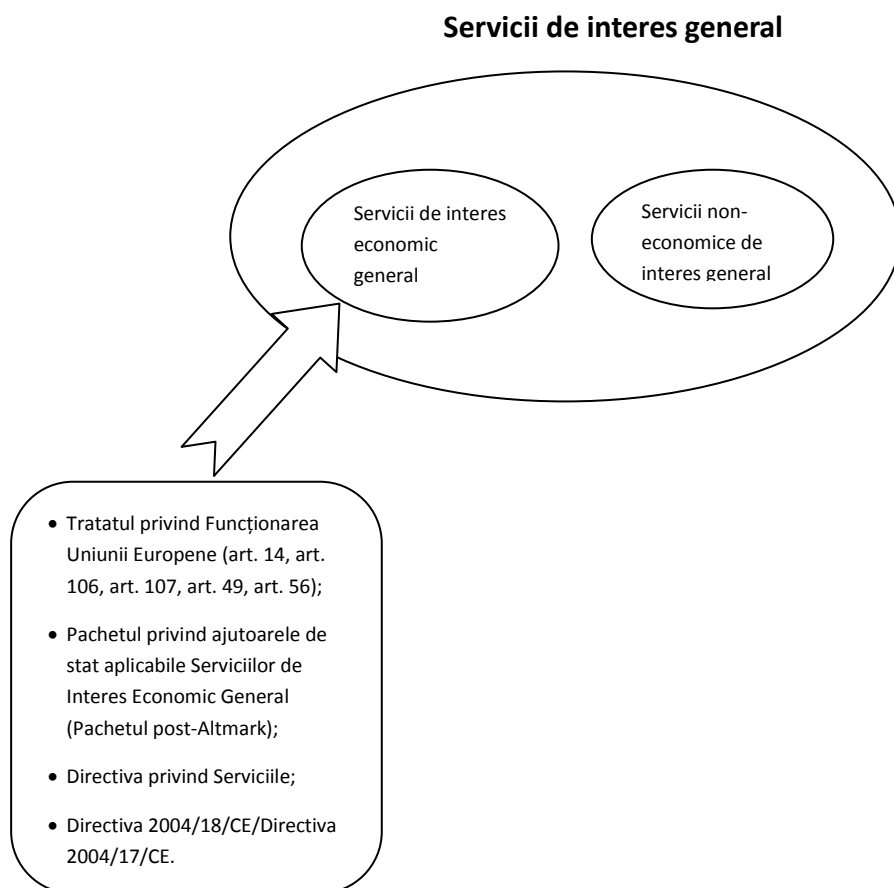 Servicii de interes general
Servicii de interes
economic
general
Servicii non-
economice de
interes general
• Tratatul privind Funcționarea
Uniunii Europene (art. 14, art.
106, art. 107, art. 49, art. 56);
• Pachetul privind ajutoarele de
stat aplicabile Serviciilor de
Interes Economic General
(Pachetul post-Altmark);
• Directiva privind Serviciile;
• Directiva 2004/18/CE/Directiva
2004/17/CE.